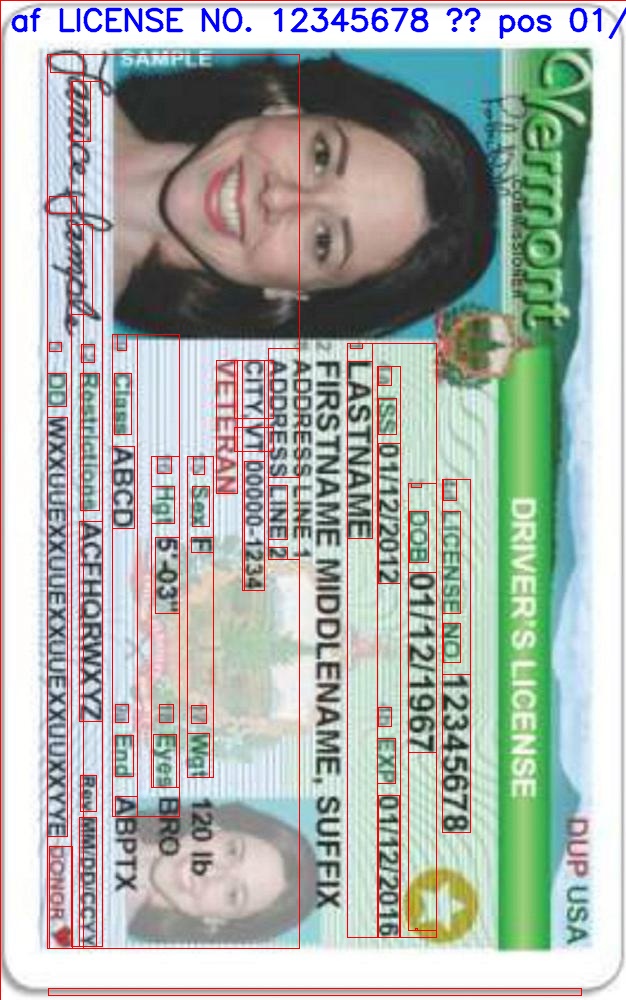 af LICENSE NO. 12345678 ?? pos 01/
Vermont
COMMISSIONER
DUP USA
DRIVER'S LICENSE
LICENSE NO. 12345678
DOB 01/12/1967
ISS 01/12/2012 EXP 01/12/2016
LASTNAME
2 FIRSTNAME MIDDLENAME, SUFFIX
ADDRESS LINE 1
ADDRESS LINE 2
CITY, VT 00000-1234
VETERAN
Sex F Wgt 120 lb
Hgt 5'-03" Eyes BRO
Class ABCD End ABPTX
Restrictions ACFHQRWXYZ Rev MM/DD/CCYY
DD WXXUUEXXUUEXXUUEXXUUXXYYE DONOR
SAMPLE
Janice Sample